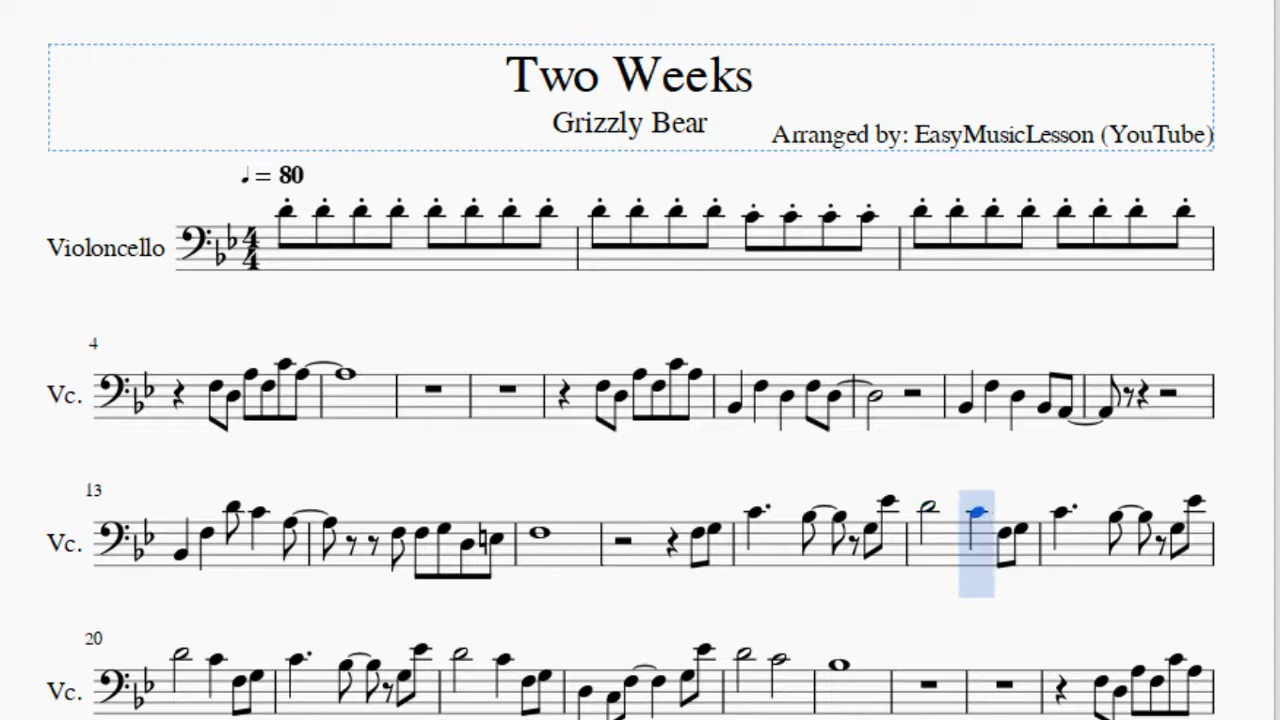 Two Weeks
Grizzly Bear
Arranged by: EasyMusicLesson (YouTube)
♩ = 80
Violoncello
4
Vc.
13
Vc.
20
Vc.